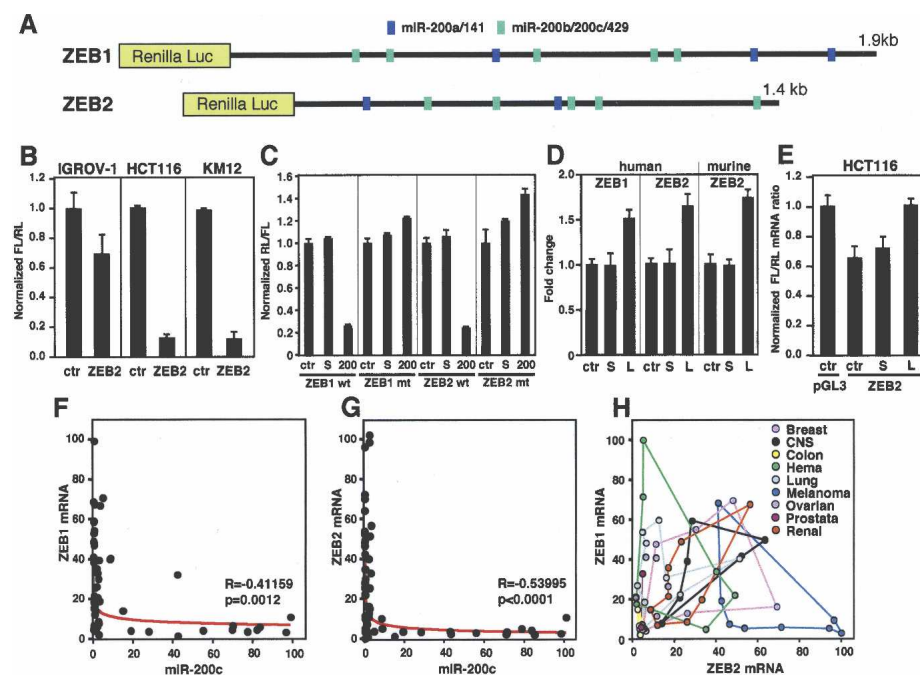 A
miR-200a/141 miR-200b/200c/429
ZEB1 Renilla Luc 1.9kb
ZEB2 Renilla Luc 1.4 kb
B
IGROV-1 HCT116 KM12
Normalized FL/RL
1.0
0.8
0.6
0.4
0.2
0.0
ctr ZEB2 ctr ZEB2 ctr ZEB2
C
Normalized RL/FL
1.6
1.4
1.2
1.0
0.8
0.6
0.4
0.2
0.0
ctr S 200 ctr S 200 ctr S 200 ctr S 200
ZEB1 wt ZEB1 mt ZEB2 wt ZEB2 mt
D
human murine
ZEB1 ZEB2 ZEB2
Fold change
2.0
1.5
1.0
0.5
0.0
ctr S L ctr S L ctr S L
E
HCT116
Normalized FL/RL mRNA ratio
1.2
1.0
0.8
0.6
0.4
0.2
0.0
ctr ctr S L
pGL3 ZEB2
F
ZEB1 mRNA
100
80
60
40
20
0
R=-0.41159
p=0.0012
0 20 40 60 80 100
miR-200c
G
ZEB2 mRNA
100
80
60
40
20
0
R=-0.53995
p<0.0001
0 20 40 60 80 100
miR-200c
H
ZEB1 mRNA
100
80
60
40
20
0
Breast
CNS
Colon
Hema
Lung
Melanoma
Ovarian
Prostata
Renal
0 20 40 60 80 100
ZEB2 mRNA